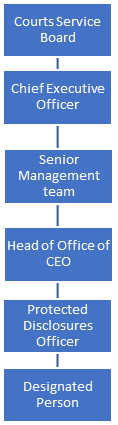 Courts Service
Board
Chief Executive
Officer
Senior
Management
team
Head of Office of
CEO
Protected
Disclosures
Officer
Designated
Person